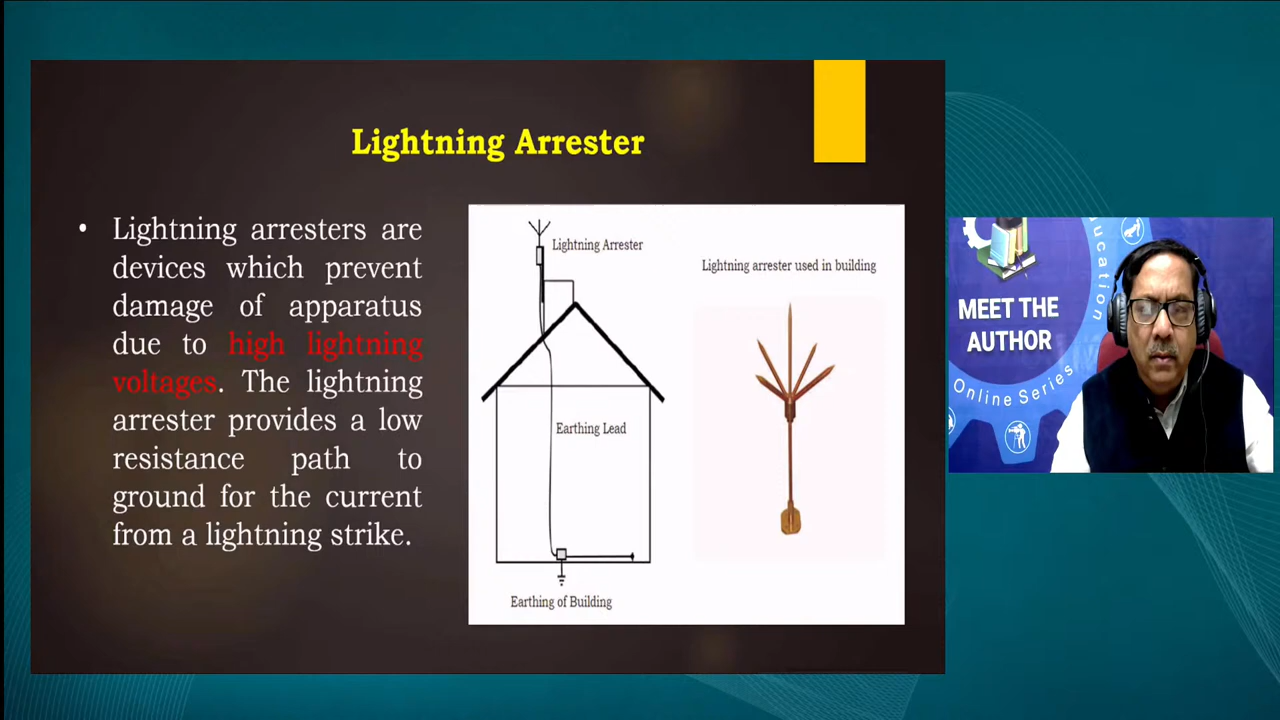 Lightning Arrester
• Lightning arresters are
devices which prevent
damage of apparatus
due to high lightning
voltages. The lightning
arrester provides a low
resistance path to
ground for the current
from a lightning strike.
Lightning Arrester
Earthing Lead
Earthing of Building
Lightning arrester used in building
MEET THE
AUTHOR
ucation
Online Series